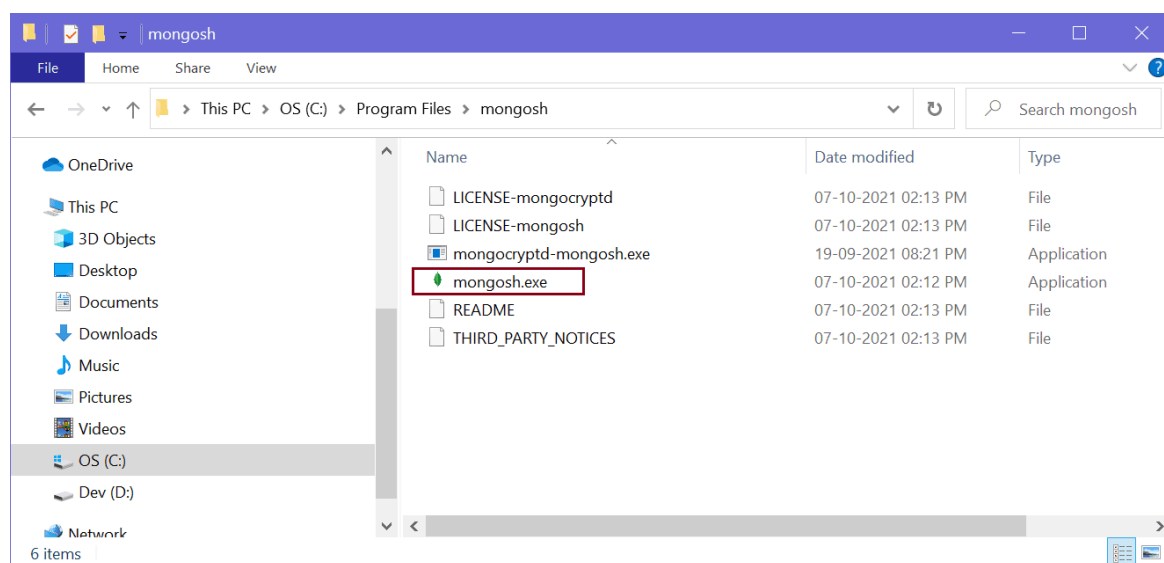 mongosh
File Home Share View
?
This PC > OS (C:) > Program Files > mongosh
Search mongosh
OneDrive
This PC
3D Objects
Desktop
Documents
Downloads
Music
Pictures
Videos
OS (C:)
Dev (D:)
Network
Name Date modified Type
LICENSE-mongocryptd 07-10-2021 02:13 PM File
LICENSE-mongosh 07-10-2021 02:13 PM File
mongocryptd-mongosh.exe 19-09-2021 08:21 PM Application
mongosh.exe 07-10-2021 02:12 PM Application
README 07-10-2021 02:13 PM File
THIRD_PARTY_NOTICES 07-10-2021 02:13 PM File
6 items